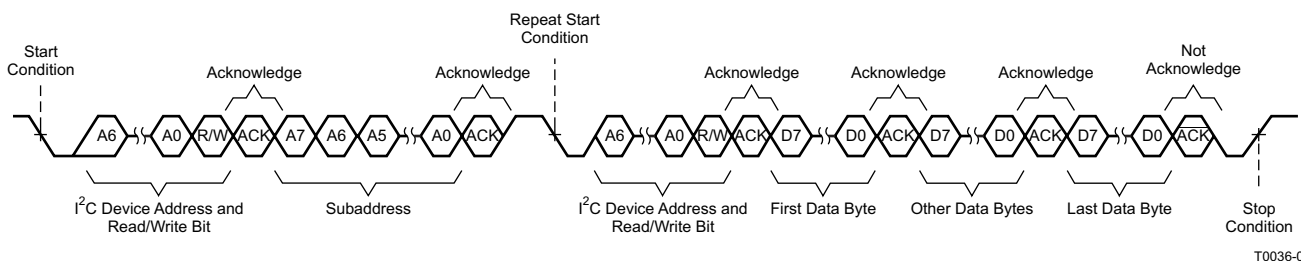 Repeat Start
Condition
Start
Condition
Acknowledge
Acknowledge
Acknowledge
Acknowledge
Acknowledge
Not
Acknowledge
A6 A0 R/W ACK A7 A6 A5 A0 ACK A6 A0 R/W ACK D7 D0 ACK D7 D0 ACK D7 D0 ACK
I²C Device Address and
Read/Write Bit
Subaddress
I²C Device Address and
Read/Write Bit
First Data Byte
Other Data Bytes
Last Data Byte
Stop
Condition